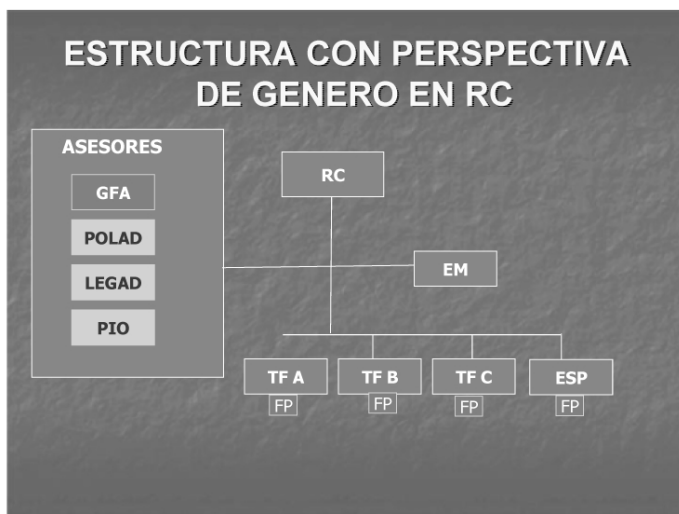 ESTRUCTURA CON PERSPECTIVA
DE GENERO EN RC
ASESORES
GFA
POLAD
LEGAD
PIO
RC
EM
TF A
TF B
TF C
ESP
FP
FP
FP
FP